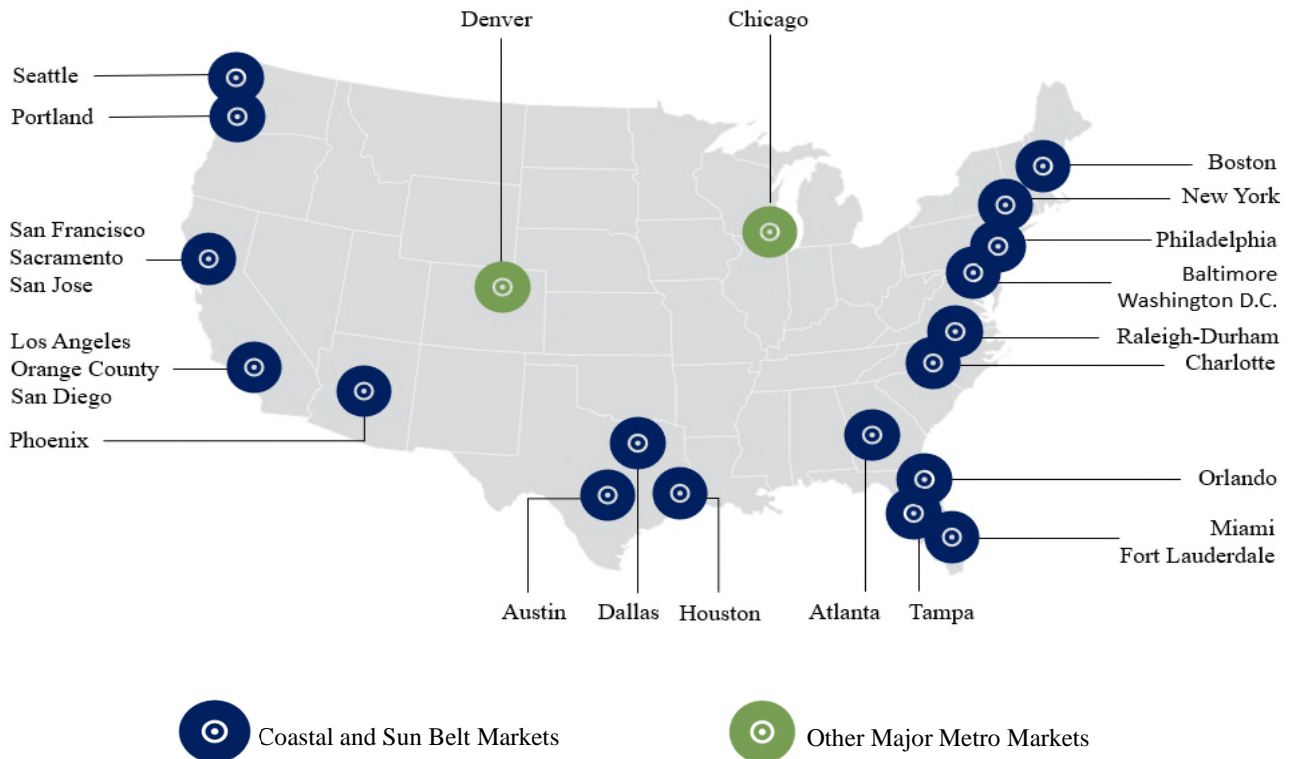 Denver
Chicago
Seattle
Portland
San Francisco
Sacramento
San Jose
Los Angeles
Orange County
San Diego
Phoenix
Boston
New York
Philadelphia
Baltimore
Washington D.C.
Raleigh-Durham
Charlotte
Orlando
Miami
Fort Lauderdale
Austin
Dallas
Houston
Atlanta
Tampa
Coastal and Sun Belt Markets
Other Major Metro Markets